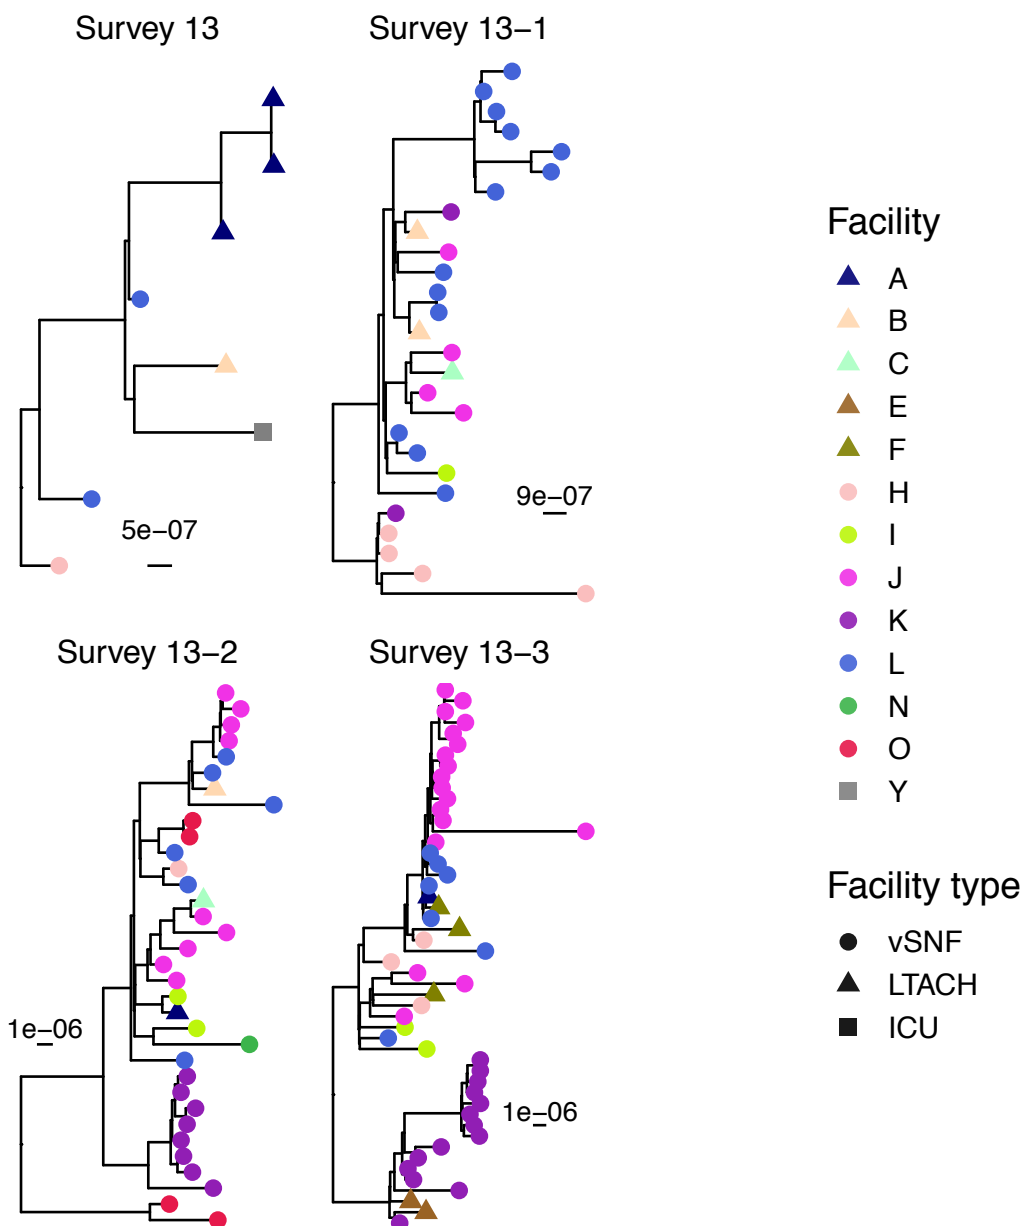 Survey 13
Survey 13−1
5e−07
9e−07
Survey 13−2
Survey 13−3
1e−06
1e−06
Facility
A
B
C
E
F
H
I
J
K
L
N
O
Y
Facility type
vSNF
LTACH
ICU